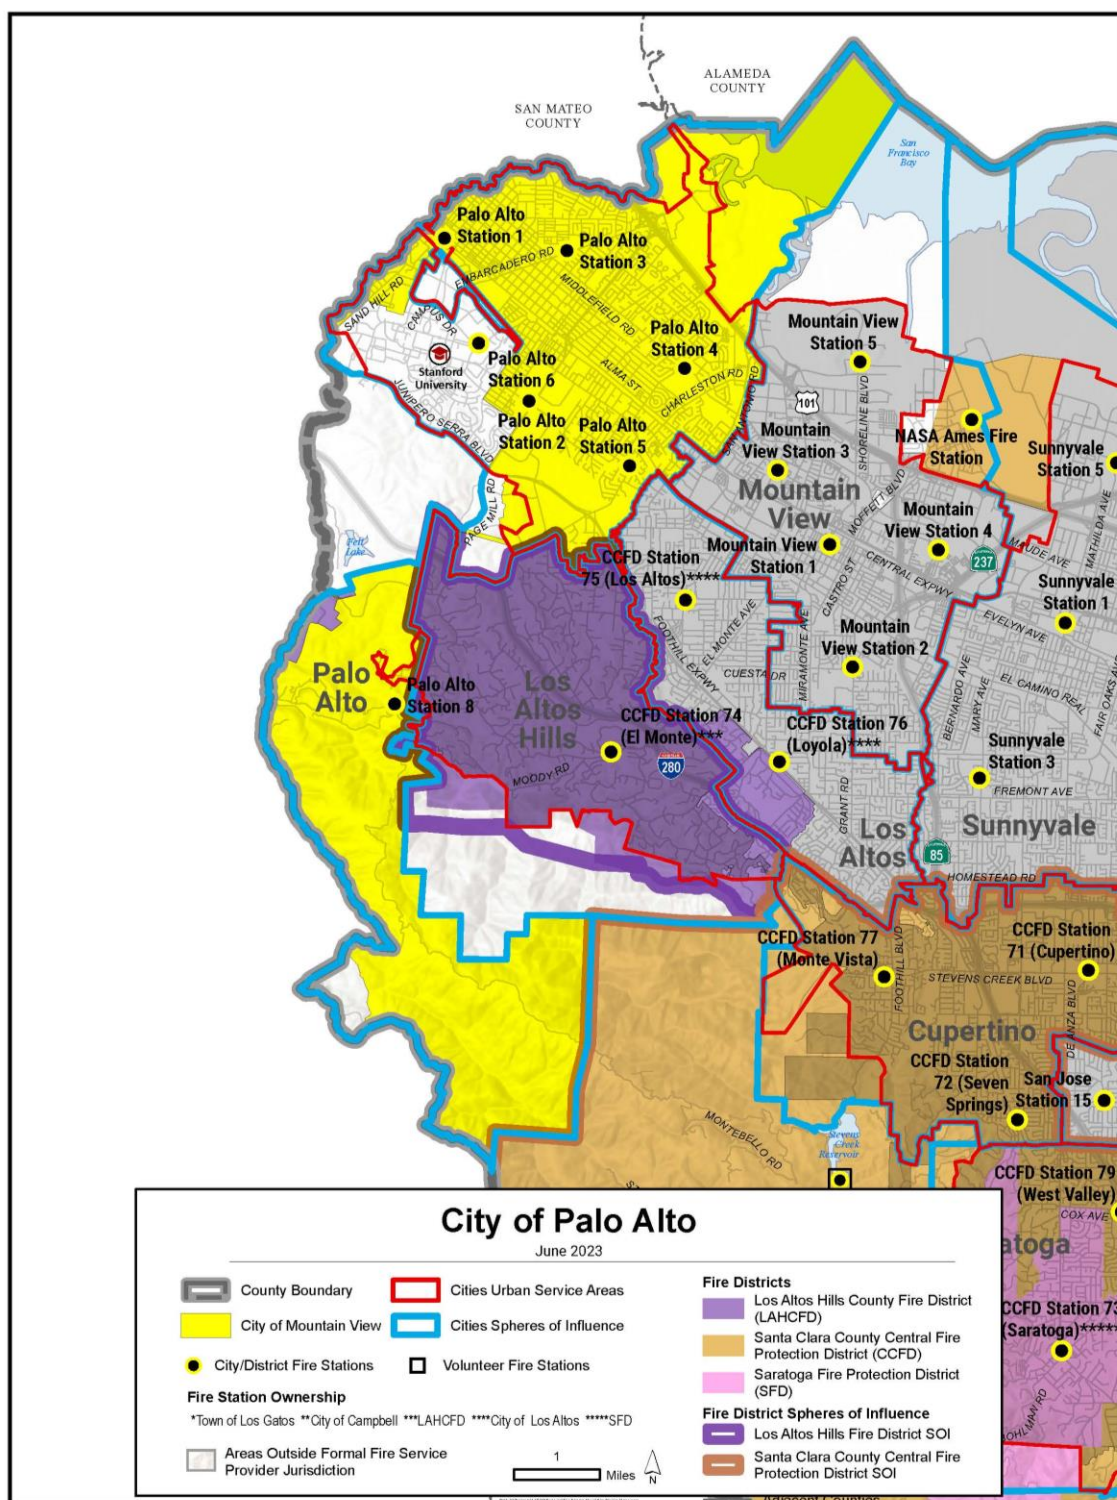 ALAMEDA
COUNTY
SAN MATEO
COUNTY
San
Francisco
Bay
Palo Alto
Station 1
Palo Alto
Station 3
EMBARCADERO RD
MIDDLEFIELD RD
SAND HILL RD
CAMPUS DR
Palo Alto
Station 4
Mountain View
Station 5
Stanford
University
Palo Alto
Station 6
ALMA ST
CHARLESTON RD
SAN ANTONIO RD
101
SHORELINE BLVD
JUNIPERO SERRA BLVD
Palo Alto
Station 2
Palo Alto
Station 5
Mountain
View Station 3
NASA Ames Fire
Station
Sunnyvale
Station 5
Mountain
View
MOFFETT BLVD
PAGE MILL RD
Mountain
View Station 4
MATHILDA AVE
Felt
Lake
CCFD Station
75 (Los Altos)****
Mountain View
Station 1
MAUDE AVE
237
CENTRAL EXPWY
CASTRO ST
Sunnyvale
Station 1
EVELYN AVE
FOOTHILL EXPWY
EL MONTE AVE
MIRAMONTE AVE
Mountain
View Station 2
CUESTA DR
EL CAMINO REAL
BERNARDO AVE
MARY AVE
FAIR OAKS AVE
Palo
Alto
Palo Alto
Station 8
Los
Altos
Hills
CCFD Station 74
(El Monte)***
CCFD Station 76
(Loyola)****
280
MOODY RD
Sunnyvale
Station 3
FREMONT AVE
GRANT RD
Los
Altos
Sunnyvale
85
HOMESTEAD RD
CCFD Station 77
(Monte Vista)
FOOTHILL BLVD
CCFD Station
71 (Cupertino)
STEVENS CREEK BLVD
DE ANZA BLVD
Cupertino
CCFD Station
72 (Seven
Springs)
San Jose
Station 15
MONTEBELLO RD
Stevens
Creek
Reservoir
CCFD Station 79
(West Valley)
COX AVE
atoga
CCFD Station 73
(Saratoga)*****
OHLMAN RD
City of Palo Alto
June 2023
County Boundary
Cities Urban Service Areas
City of Mountain View
Cities Spheres of Influence
City/District Fire Stations
Volunteer Fire Stations
Fire Station Ownership
*Town of Los Gatos **City of Campbell ***LAHCFD ****City of Los Altos *****SFD
Areas Outside Formal Fire Service
Provider Jurisdiction
1
Miles
N
Fire Districts
Los Altos Hills County Fire District
(LAHCFD)
Santa Clara County Central Fire
Protection District (CCFD)
Saratoga Fire Protection District
(SFD)
Fire District Spheres of Influence
Los Altos Hills Fire District SOI
Santa Clara County Central Fire
Protection District SOI
Adjacent Counties